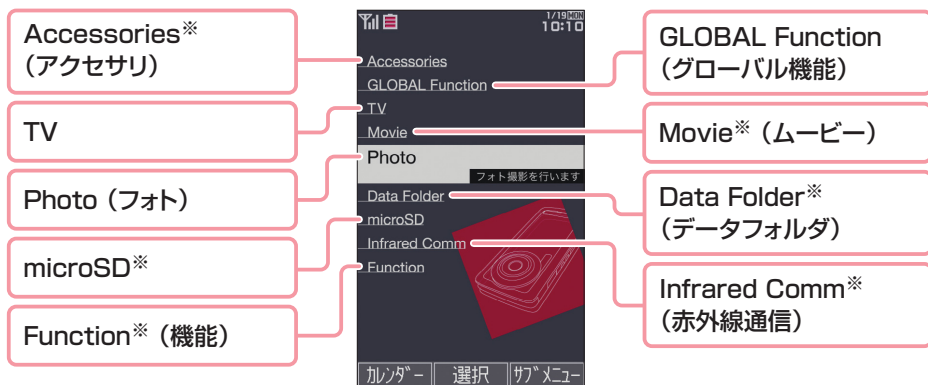 Accessories※
（アクセサリ）
TV
Photo（フォト）
microSD※
Function※（機能）
1/19 MON
10:10
Accessories
GLOBAL Function
TV
Movie
Photo
フォト撮影を行います
Data Folder
microSD
Infrared Comm
Function
カレンダー 選択 サブメニュー
GLOBAL Function
（グローバル機能）
Movie※（ムービー）
Data Folder※
（データフォルダ）
Infrared Comm※
（赤外線通信）